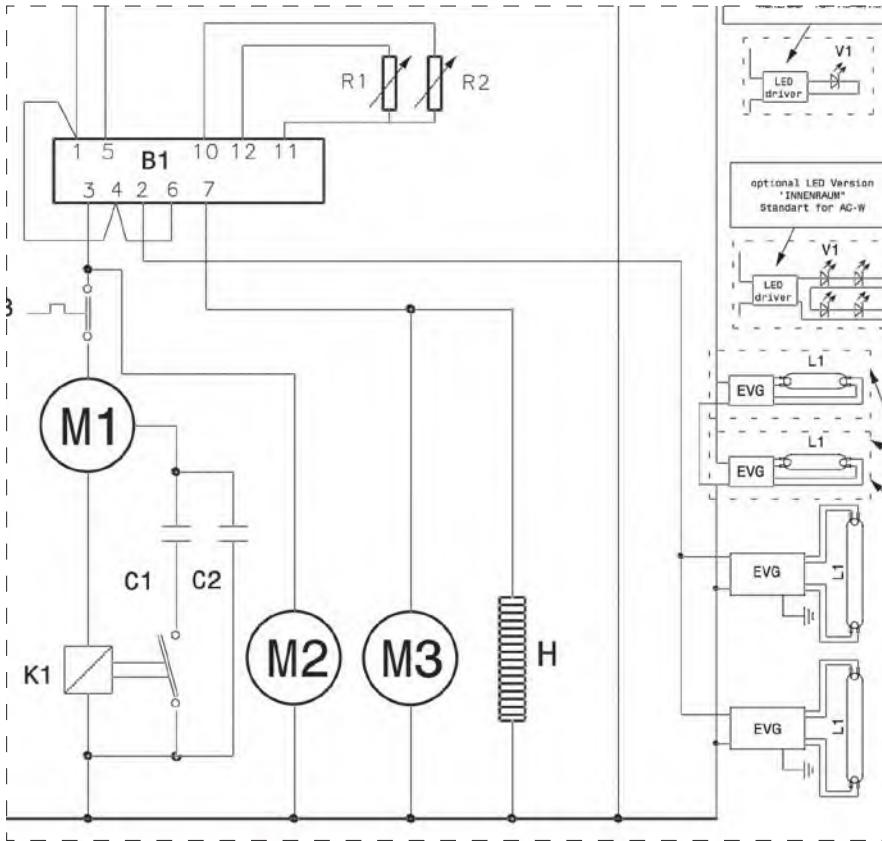 V1
LED
driver
R1
R2
1
5
10
12
11
B1
3
4
2
6
7
optional LED Version
'INNENRAUM"
Standart for AG-W
V1
LED
driver
L1
EVG
M1
L1
EVG
C1
C2
EVG
L1
K1
M2
M3
H
EVG
L1